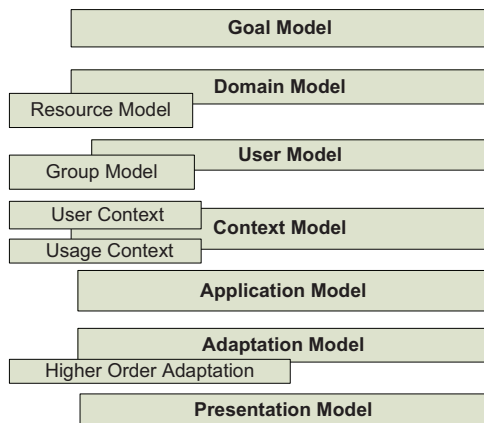 Goal Model
Domain Model
Resource Model
User Model
Group Model
User Context
Context Model
Usage Context
Application Model
Adaptation Model
Higher Order Adaptation
Presentation Model